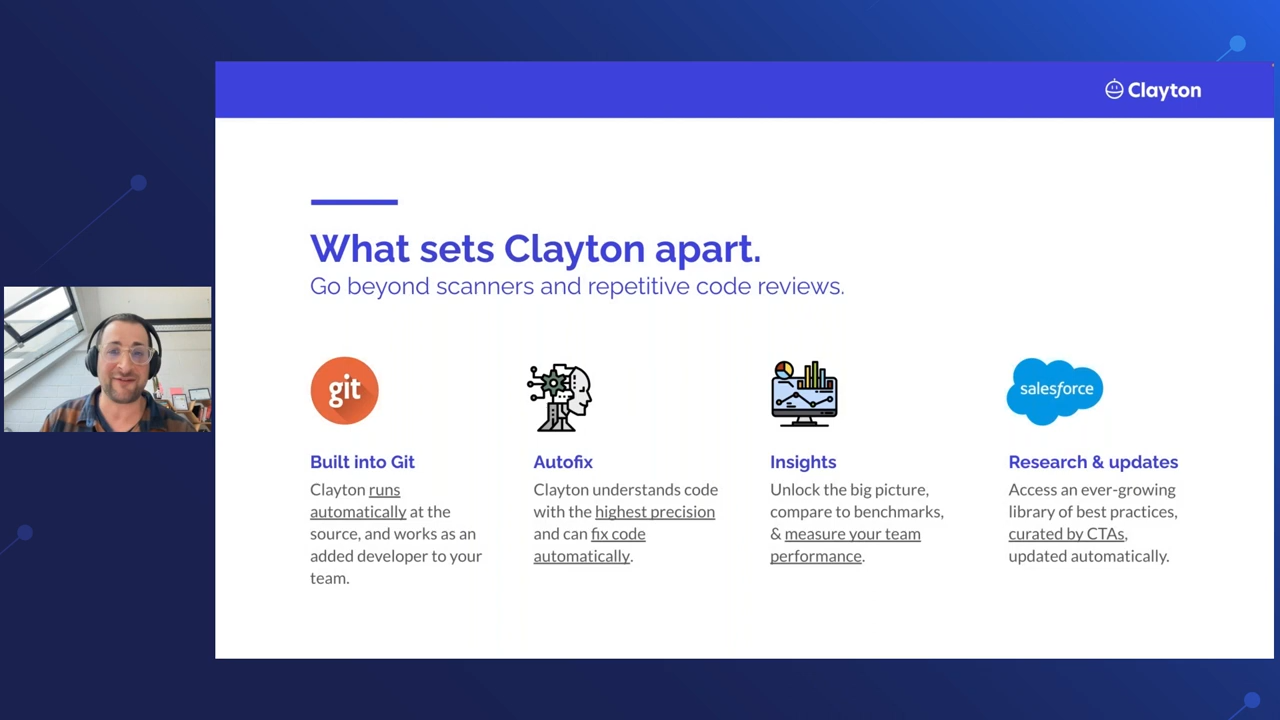 Clayton
What sets Clayton apart.
Go beyond scanners and repetitive code reviews.
git
Built into Git
Clayton runs
automatically at the
source, and works as an
added developer to your
team.
Autofix
Clayton understands code
with the highest precision
and can fix code
automatically.
Insights
Unlock the big picture,
compare to benchmarks,
& measure your team
performance.
salesforce
Research & updates
Access an ever-growing
library of best practices,
curated by CTAs,
updated automatically.